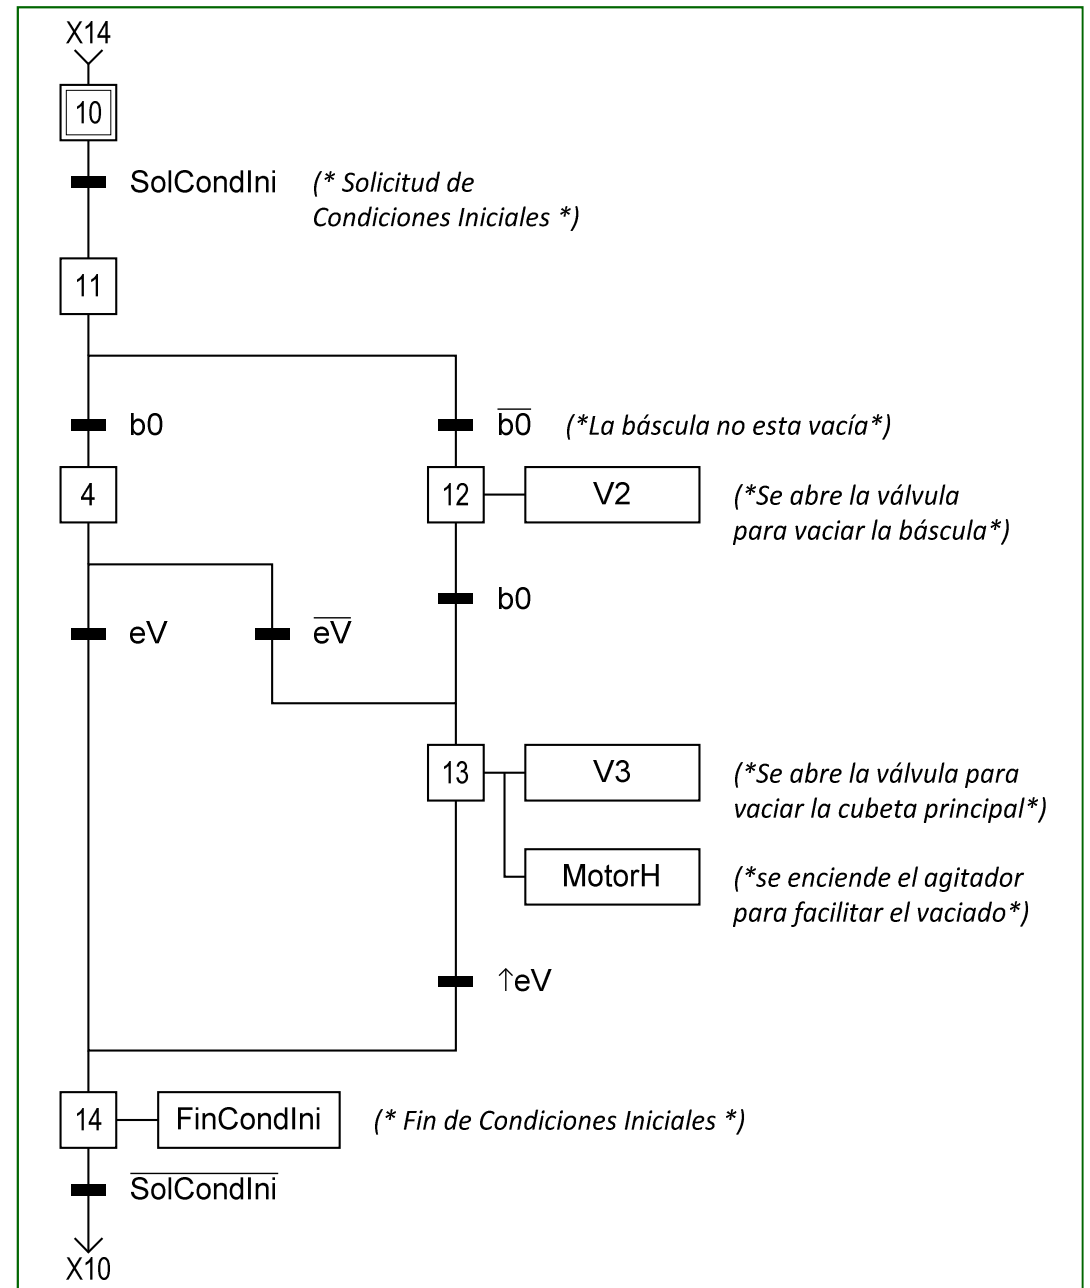 X14
10
SolCondIni (* Solicitud de
Condiciones Iniciales *)
11
b0 b0 (*La báscula no esta vacía*)
4 12 V2 (*Se abre la válvula
para vaciar la báscula*)
b0
eV eV
13 V3 (*Se abre la válvula para
vaciar la cubeta principal*)
MotorH (*se enciende el agitador
para facilitar el vaciado*)
↑eV
14 FinCondIni (* Fin de Condiciones Iniciales *)
SolCondIni
X10